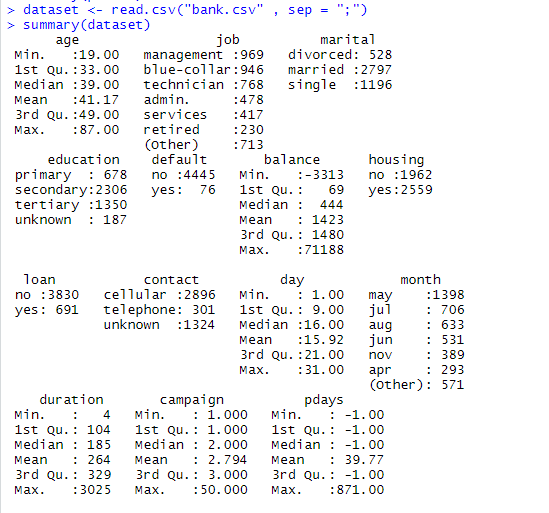 > dataset <- read.csv("bank.csv" , sep = ";")
> summary(dataset)
      age                 job           marital
 Min.   :19.00   management :969   divorced: 528
 1st Qu.:33.00   blue-collar:946   married :2797
 Median :39.00   technician :768   single  :1196
 Mean   :41.17   admin.     :478
 3rd Qu.:49.00   services   :417
 Max.   :87.00   retired    :230
                 (Other)    :713
     education    default       balance      housing
 primary  : 678   no :4445   Min.   :-3313   no :1962
 secondary:2306   yes:  76   1st Qu.:   69   yes:2559
 tertiary :1350              Median :  444
 unknown  : 187              Mean   : 1423
                             3rd Qu.: 1480
                             Max.   :71188
  loan           contact          day            month
 no :3830   cellular :2896   Min.   : 1.00   may    :1398
 yes: 691   telephone: 301   1st Qu.: 9.00   jul    : 706
            unknown  :1324   Median :16.00   aug    : 633
                             Mean   :15.92   jun    : 531
                             3rd Qu.:21.00   nov    : 389
                             Max.   :31.00   apr    : 293
                                             (Other): 571
    duration       campaign          pdays
 Min.   :   4   Min.   : 1.000   Min.   : -1.00
 1st Qu.: 104   1st Qu.: 1.000   1st Qu.: -1.00
 Median : 185   Median : 2.000   Median : -1.00
 Mean   : 264   Mean   : 2.794   Mean   : 39.77
 3rd Qu.: 329   3rd Qu.: 3.000   3rd Qu.: -1.00
 Max.   :3025   Max.   :50.000   Max.   :871.00